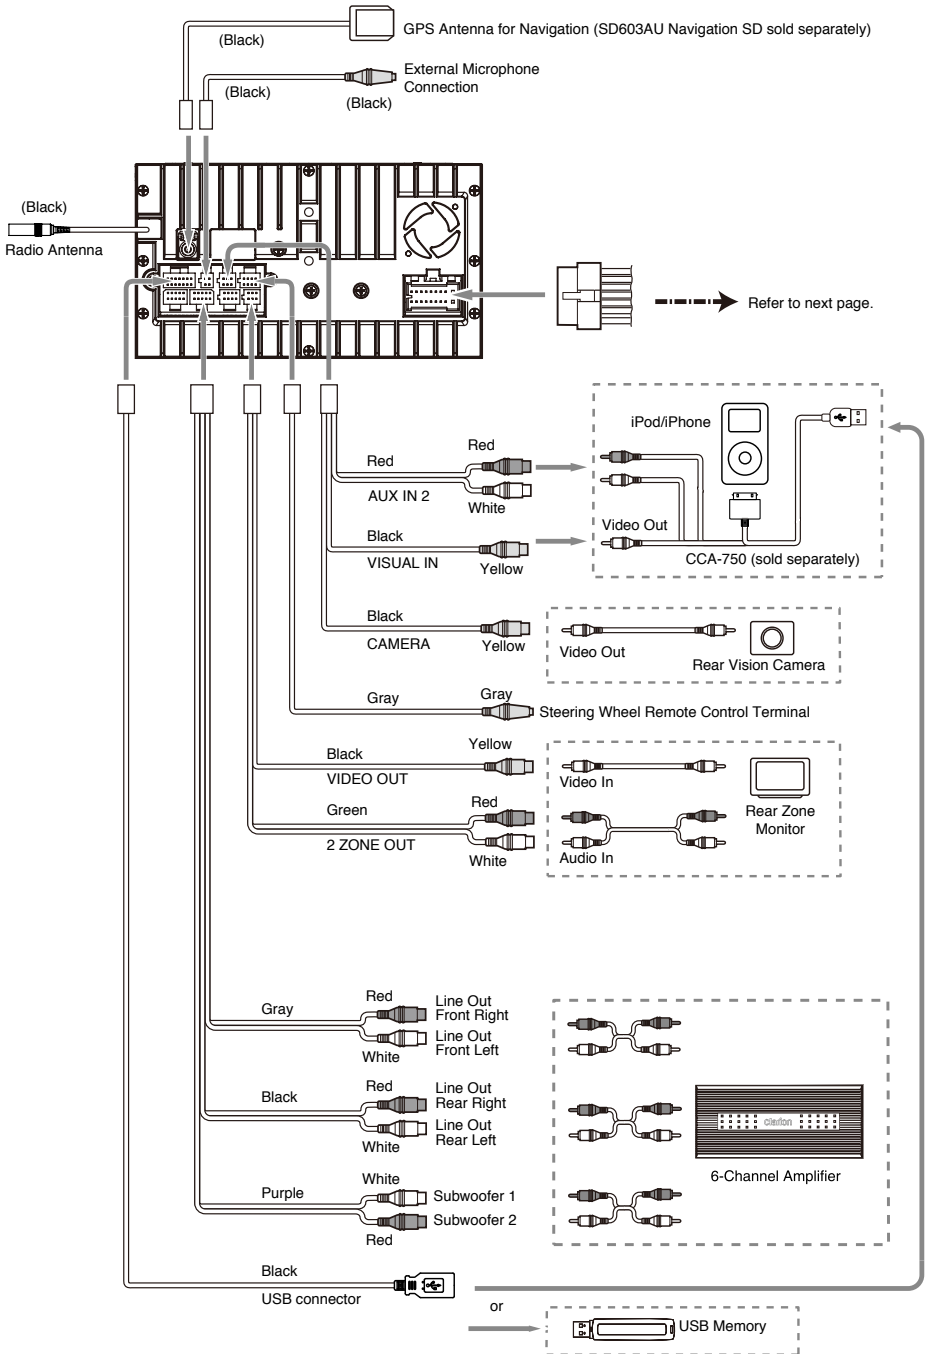 (Black)
GPS Antenna for Navigation (SD603AU Navigation SD sold separately)
External Microphone
Connection
(Black)
(Black)
(Black)
Radio Antenna
Refer to next page.
iPod/iPhone
Red
Red
AUX IN 2
White
Video Out
Black
VISUAL IN
Yellow
CCA-750 (sold separately)
Black
CAMERA
Yellow
Video Out
Rear Vision Camera
Gray
Gray
Steering Wheel Remote Control Terminal
Black
VIDEO OUT
Yellow
Video In
Rear Zone
Monitor
Green
2 ZONE OUT
Red
White
Audio In
Gray
Red
Line Out
Front Right
Line Out
Front Left
White
Black
Red
Line Out
Rear Right
Line Out
Rear Left
White
clarion
6-Channel Amplifier
Purple
White
Subwoofer 1
Subwoofer 2
Red
Black
USB connector
or
USB Memory